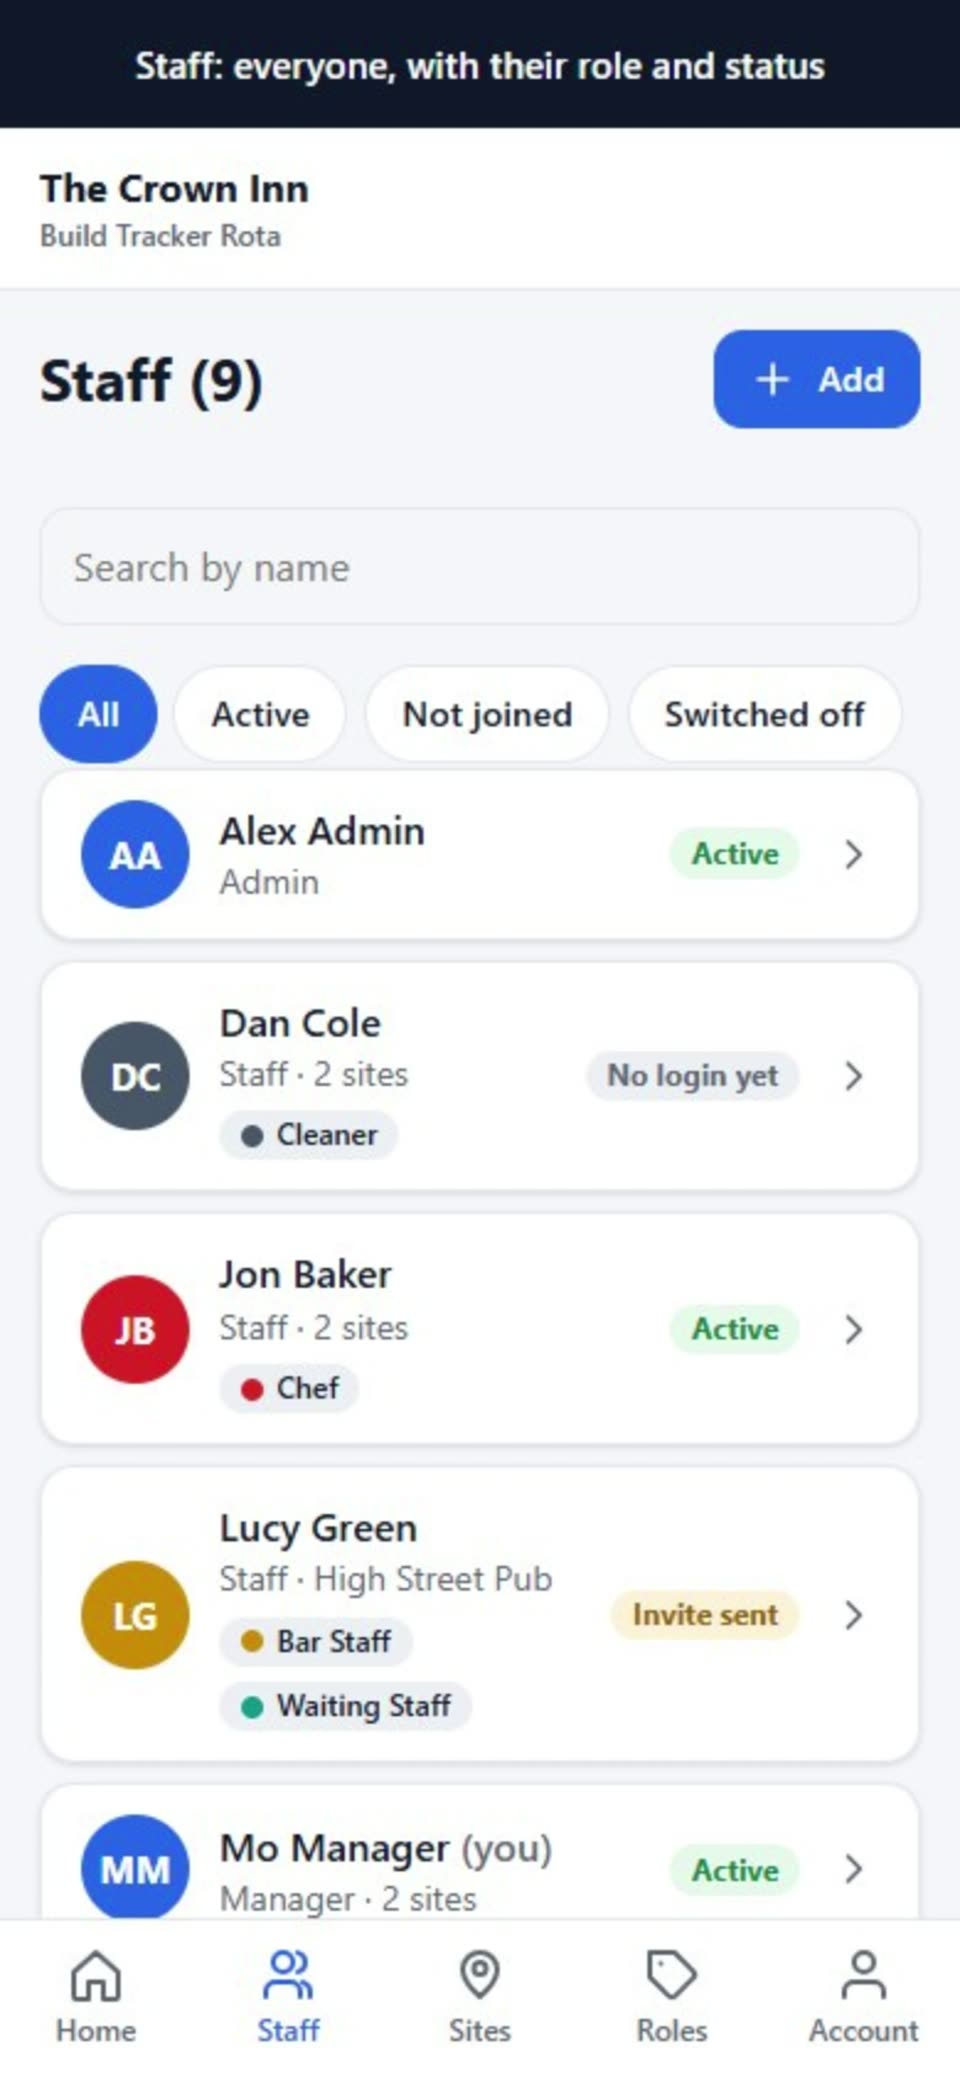 Staff: everyone, with their role and status
The Crown Inn
Build Tracker Rota
Staff (9)
+ Add
Search by name
All
Active
Not joined
Switched off
AA
Alex Admin
Admin
Active
DC
Dan Cole
Staff · 2 sites
Cleaner
No login yet
JB
Jon Baker
Staff · 2 sites
Chef
Active
LG
Lucy Green
Staff · High Street Pub
Bar Staff
Waiting Staff
Invite sent
MM
Mo Manager (you)
Manager · 2 sites
Active
Home
Staff
Sites
Roles
Account